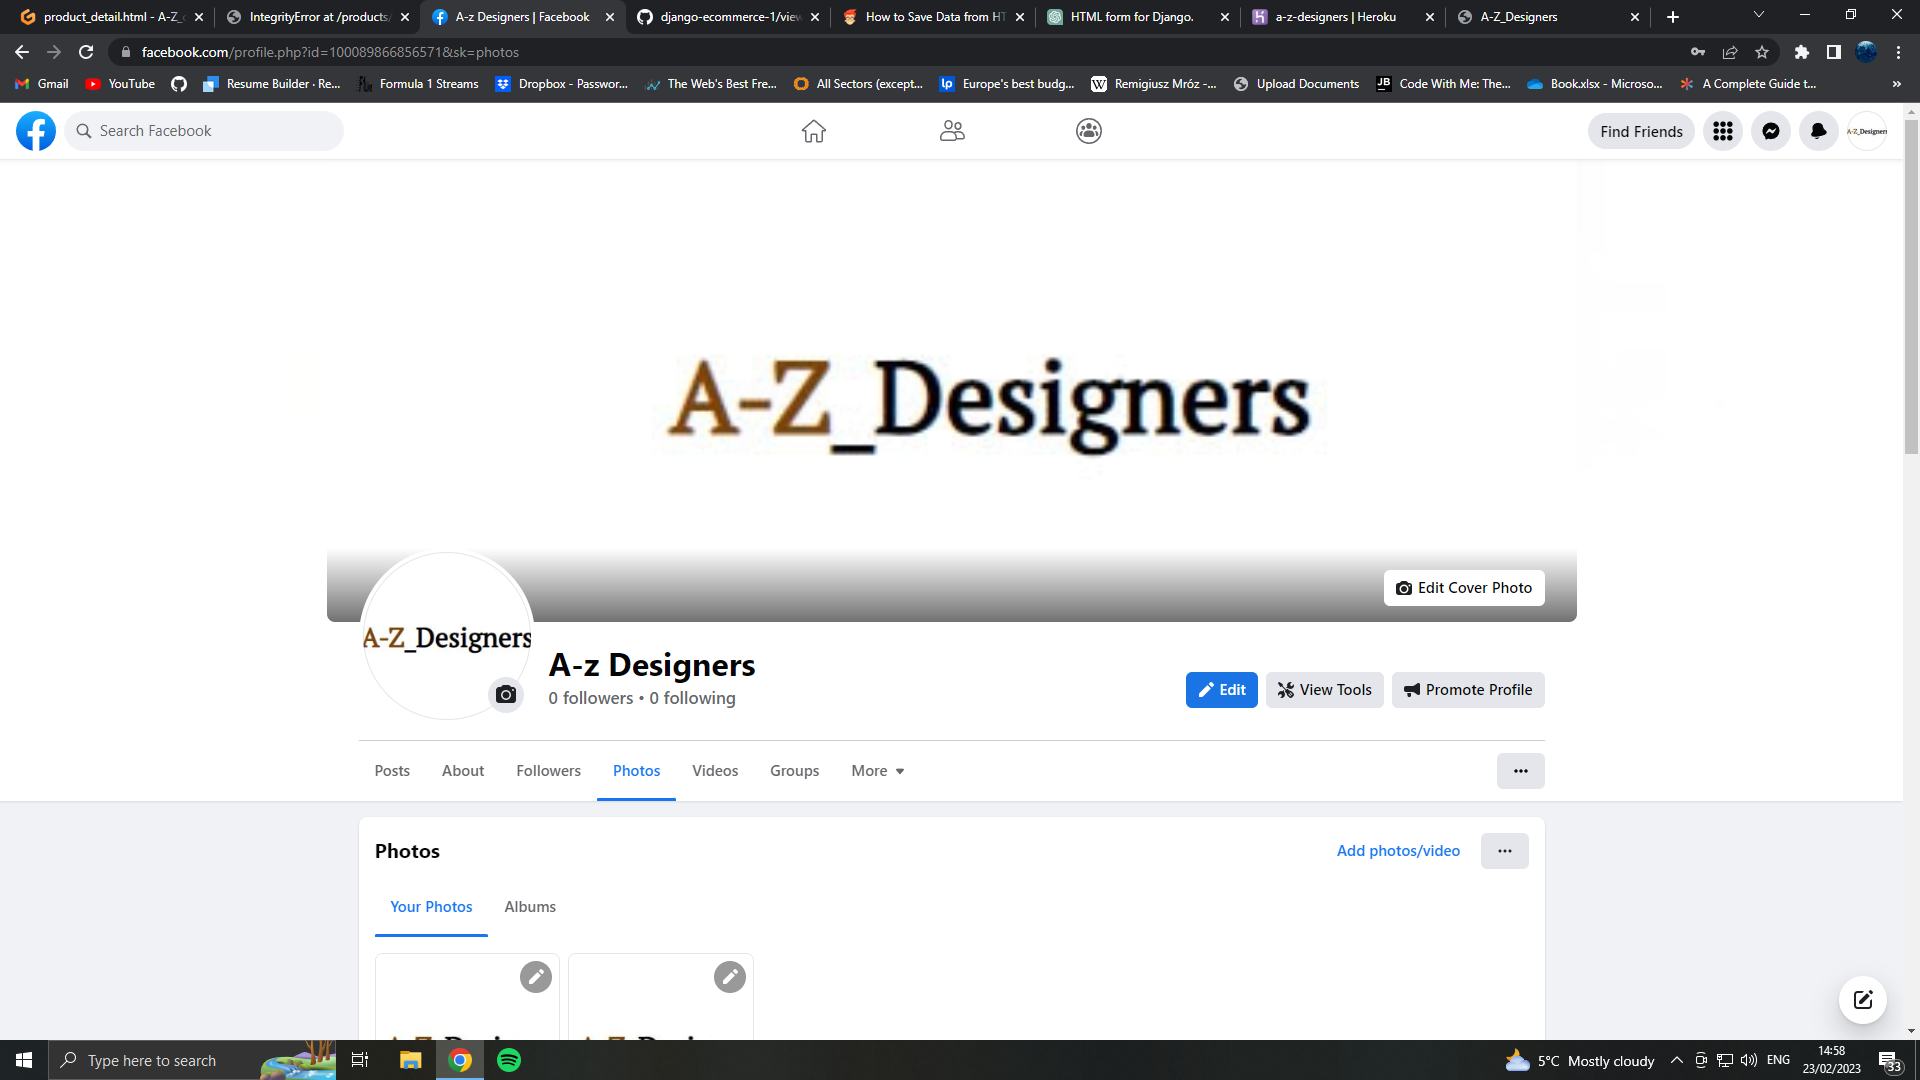 product_detail.html - A-Z_
IntegrityError at /products/
A-z Designers | Facebook
django-ecommerce-1/view
How to Save Data from HT
HTML form for Django.
a-z-designers | Heroku
A-Z_Designers
facebook.com/profile.php?id=100089866856571&sk=photos
Gmail
YouTube
Resume Builder · Re...
Formula 1 Streams
Dropbox - Passwor...
The Web's Best Fre...
All Sectors (except...
Europe's best budg...
Remigiusz Mróz -...
Upload Documents
Code With Me: The...
Book.xlsx - Microso...
A Complete Guide t...
Search Facebook
Find Friends
A-Z_Designers
A-Z_Designers
Edit Cover Photo
A-Z_Designers
A-z Designers
0 followers • 0 following
Edit
View Tools
Promote Profile
Posts
About
Followers
Photos
Videos
Groups
More
Photos
Add photos/video
Your Photos
Albums
Type here to search
5°C Mostly cloudy
ENG
14:58
23/02/2023
33